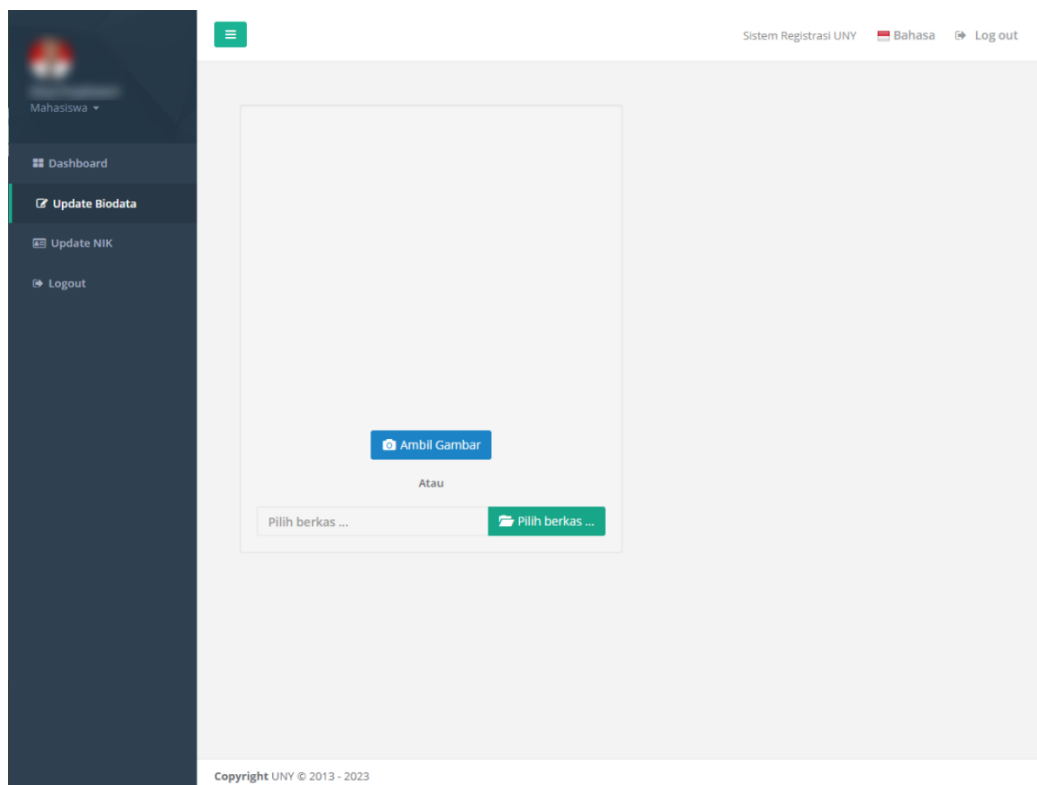 Sistem Registrasi UNY Bahasa Log out
Mahasiswa
Dashboard
Update Biodata
Update NIK
Logout
Ambil Gambar
Atau
Pilih berkas ... Pilih berkas ...
Copyright UNY © 2013 - 2023